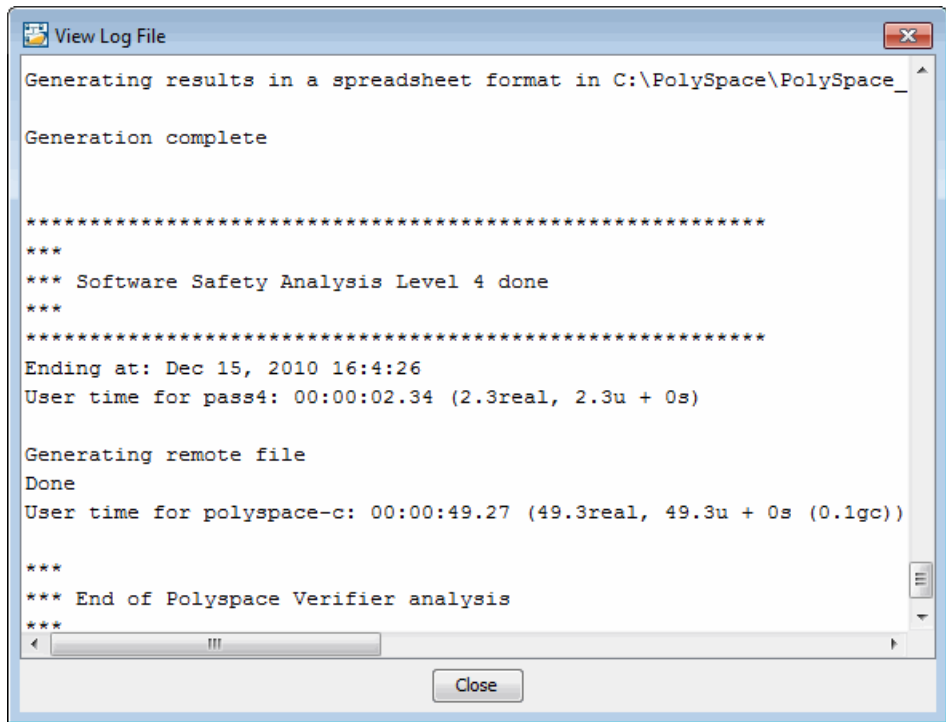 View Log File
Generating results in a spreadsheet format in C:\PolySpace\PolySpace_
Generation complete
**********************************************************
***
*** Software Safety Analysis Level 4 done
***
**********************************************************
Ending at: Dec 15, 2010 16:4:26
User time for pass4: 00:00:02.34 (2.3real, 2.3u + 0s)
Generating remote file
Done
User time for polyspace-c: 00:00:49.27 (49.3real, 49.3u + 0s (0.1gc))
***
*** End of Polyspace Verifier analysis
***
Close